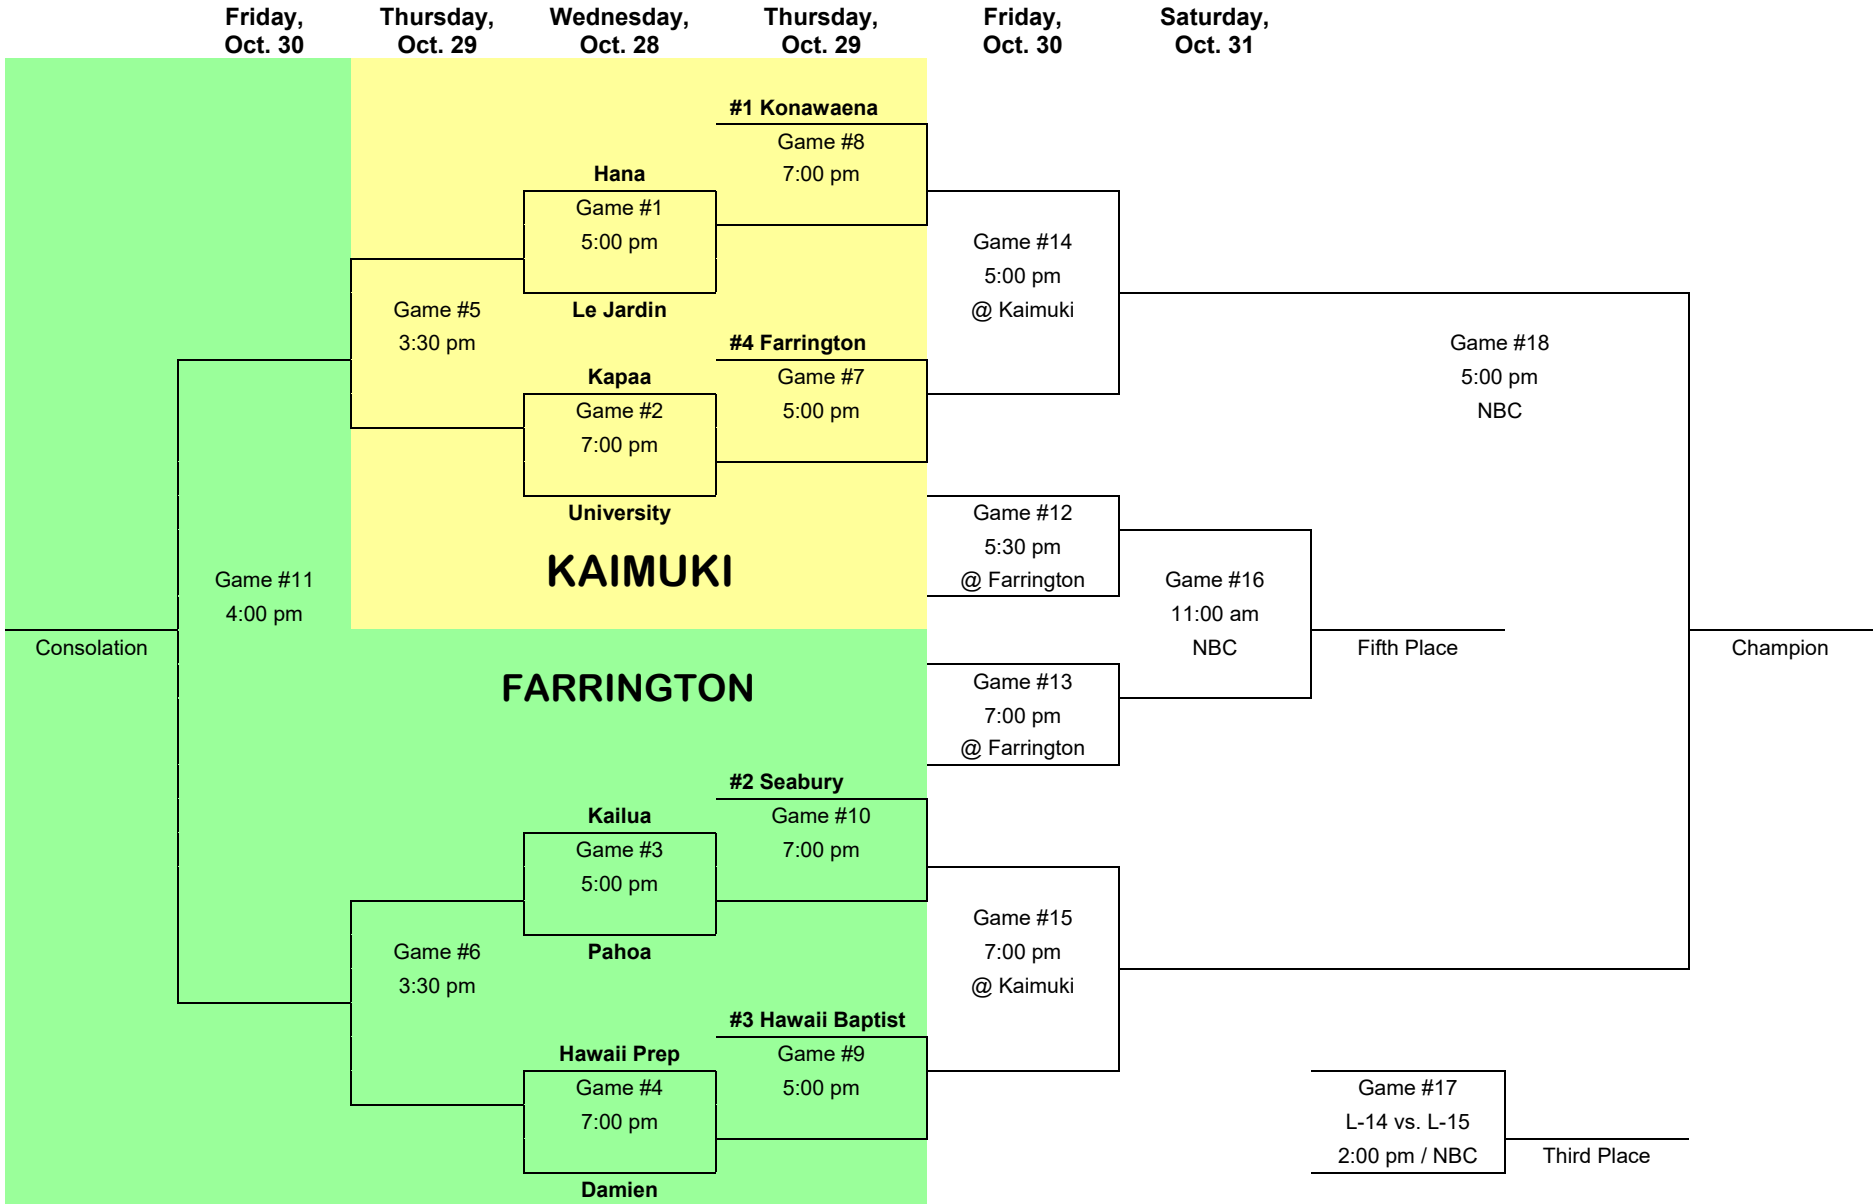 Friday,
Oct. 30
Thursday,
Oct. 29
Wednesday,
Oct. 28
Thursday,
Oct. 29
Friday,
Oct. 30
Saturday,
Oct. 31
#1 Konawaena
Game #8
7:00 pm
Hana
Game #1
5:00 pm
Le Jardin
Game #14
5:00 pm
@ Kaimuki
Game #5
3:30 pm
#4 Farrington
Game #7
5:00 pm
Kapaa
Game #2
7:00 pm
University
Game #18
5:00 pm
NBC
Game #12
5:30 pm
@ Farrington
KAIMUKI
Game #11
4:00 pm
Consolation
Game #16
11:00 am
NBC
Fifth Place
Champion
FARRINGTON
Game #13
7:00 pm
@ Farrington
#2 Seabury
Game #10
7:00 pm
Kailua
Game #3
5:00 pm
Pahoa
Game #15
7:00 pm
@ Kaimuki
Game #6
3:30 pm
#3 Hawaii Baptist
Game #9
5:00 pm
Hawaii Prep
Game #4
7:00 pm
Damien
Game #17
L-14 vs. L-15
2:00 pm / NBC
Third Place